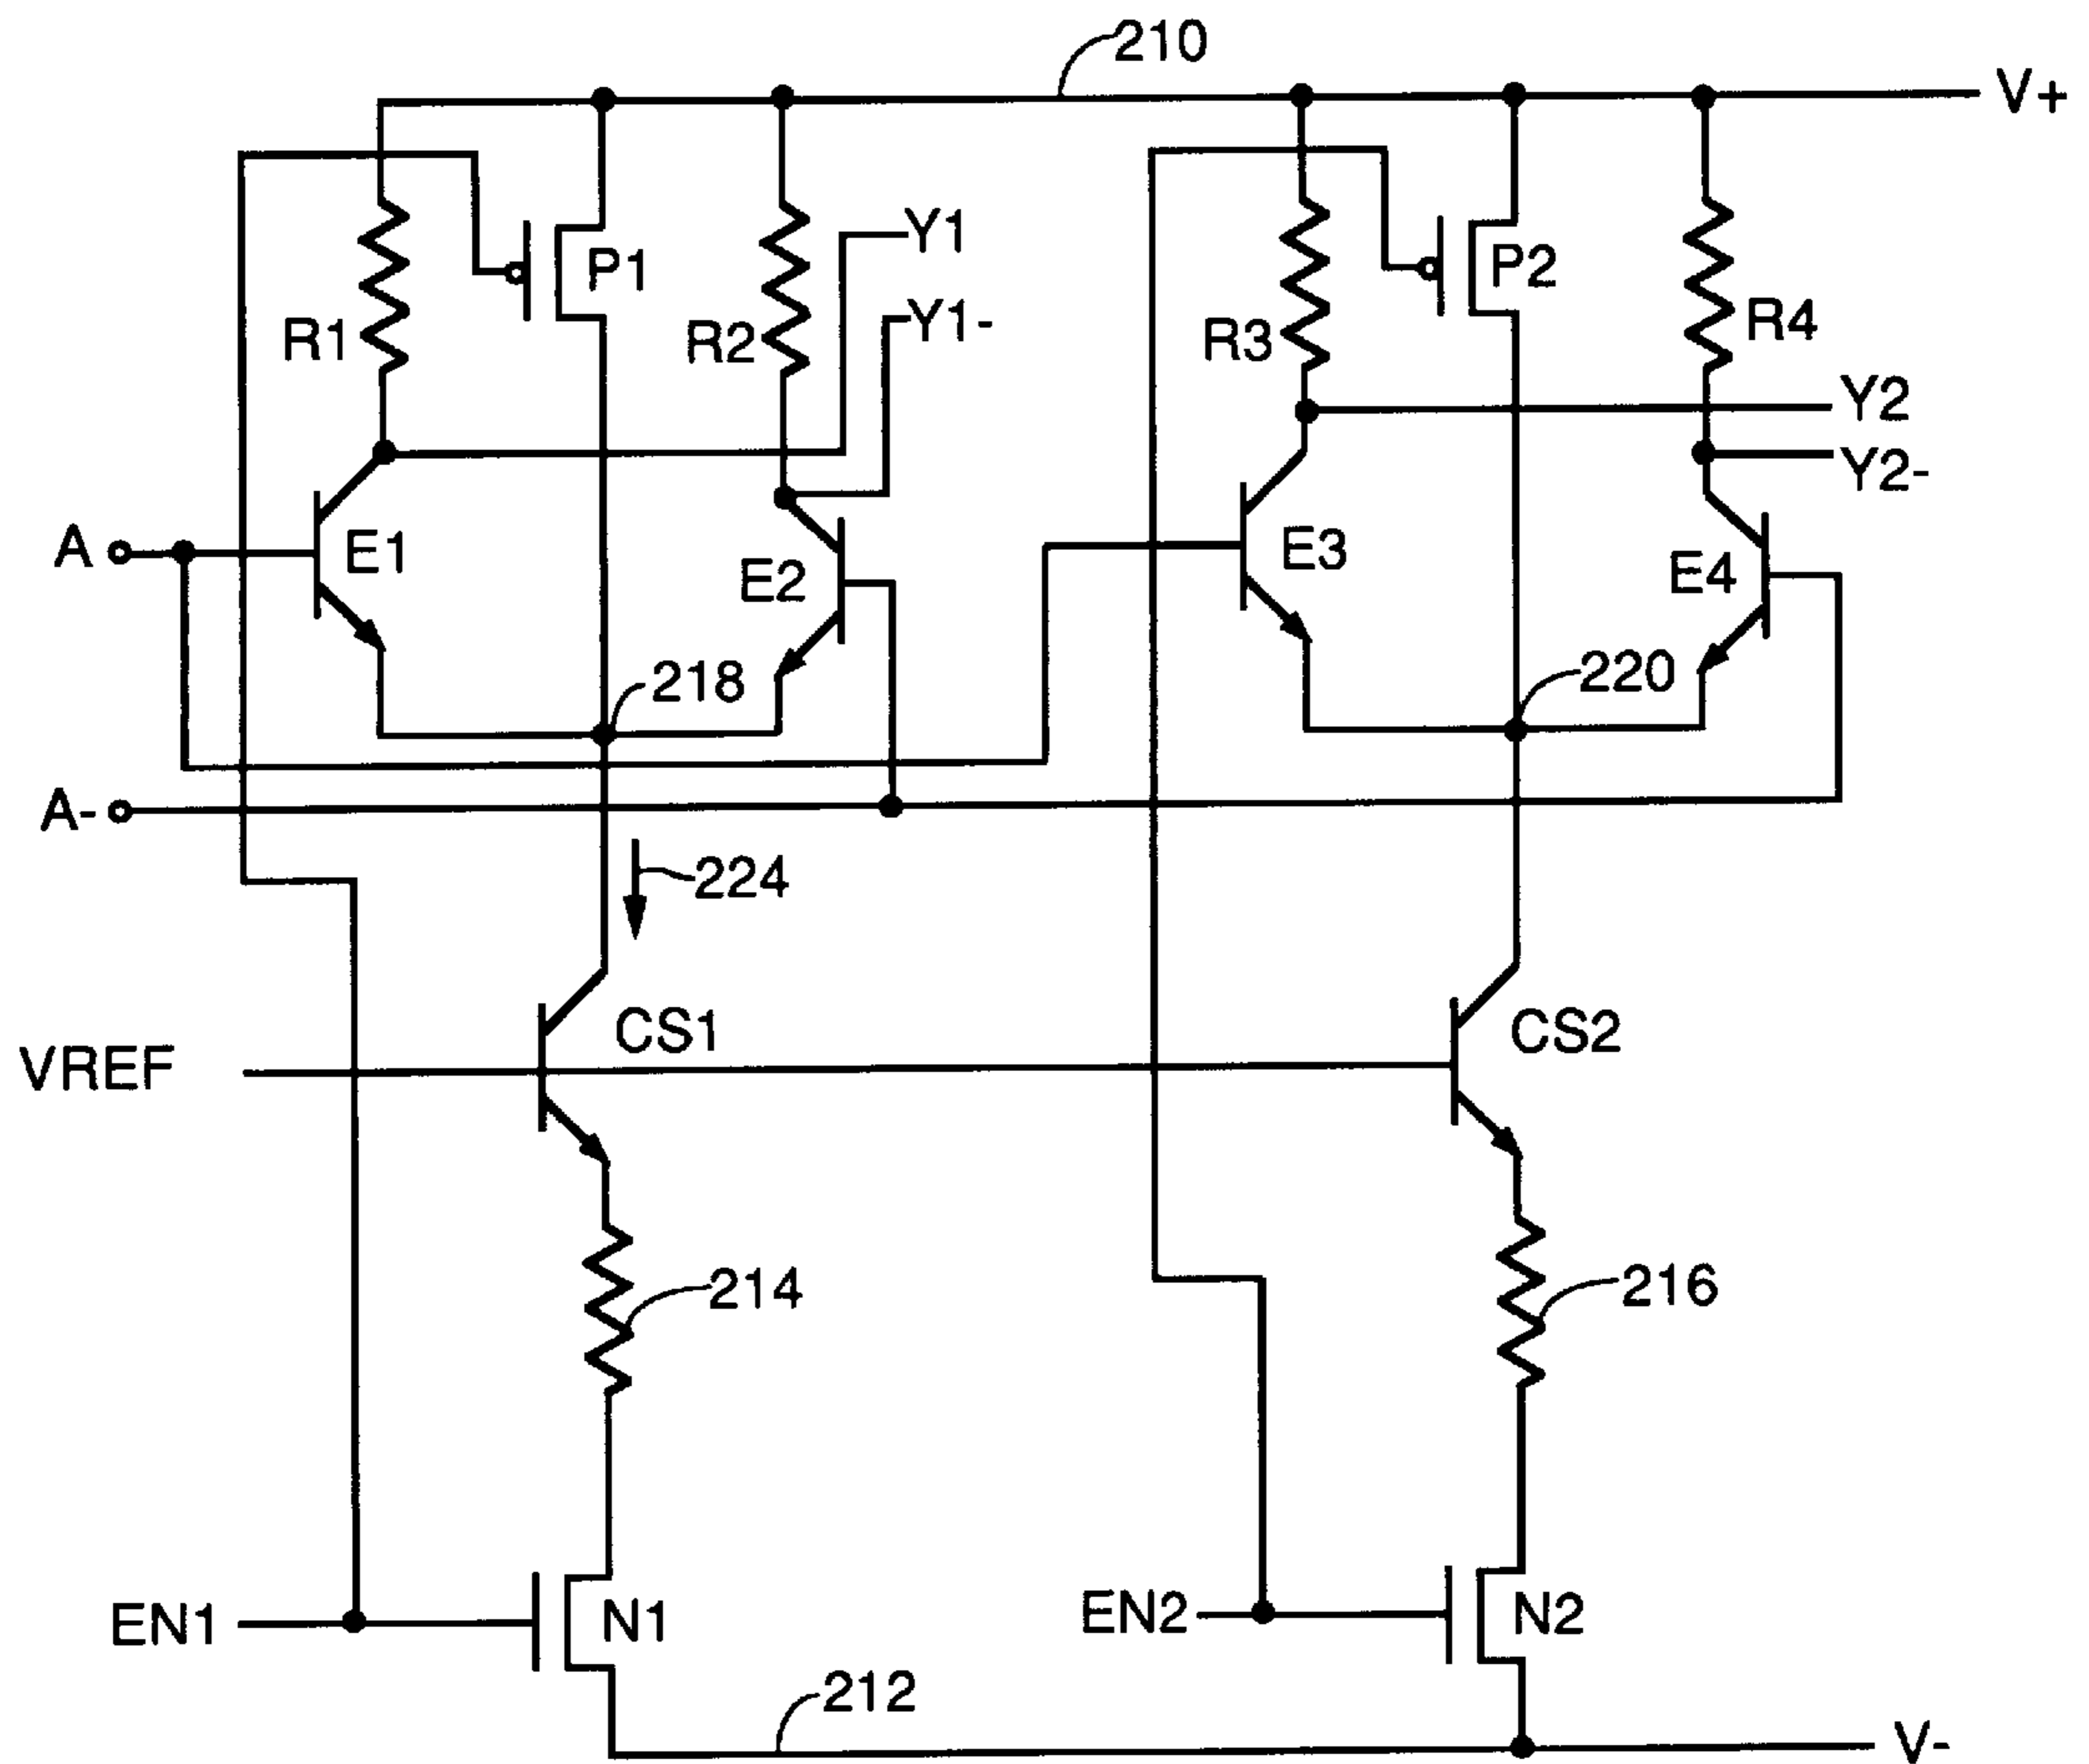 210
V+
Y1
P1
P2
Y1-
R1
R2
R3
R4
Y2
Y2-
A
E1
E2
E3
E4
218
220
A-
224
CS1
CS2
VREF
214
216
EN1
N1
EN2
N2
212
V-